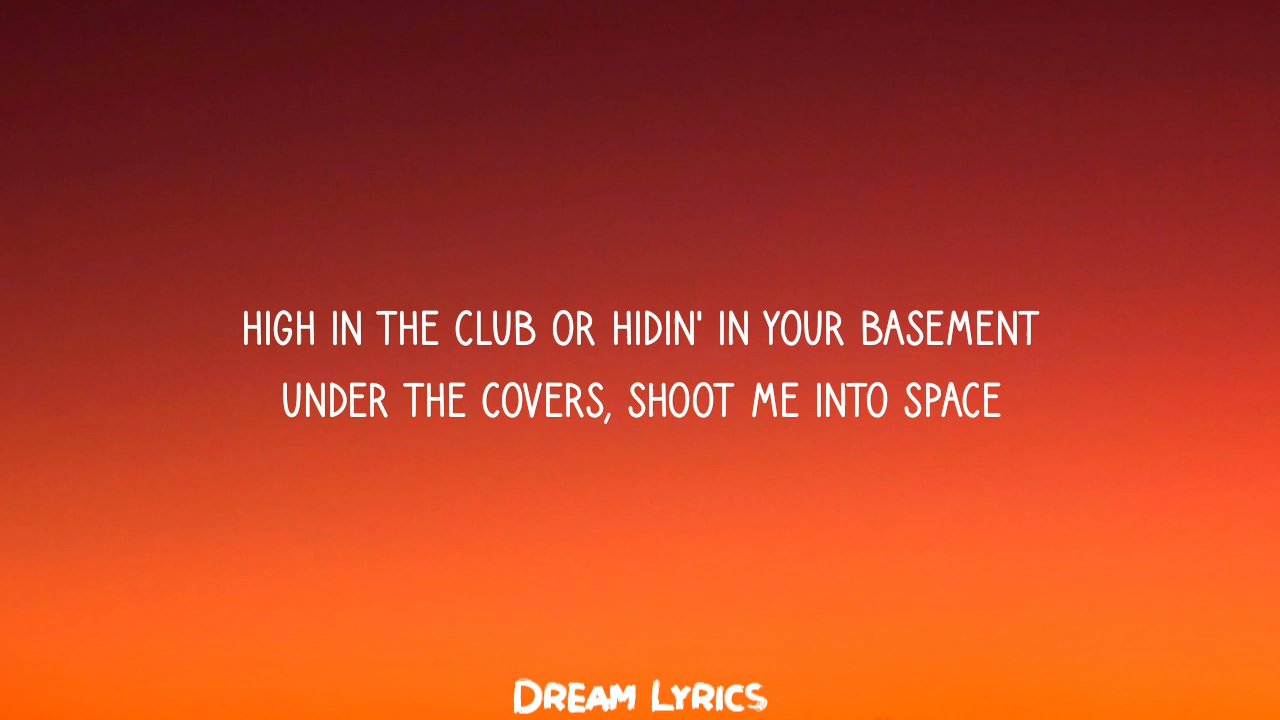 HIGH IN THE CLUB OR HIDIN' IN YOUR BASEMENT
UNDER THE COVERS, SHOOT ME INTO SPACE
DREAM LYRICS